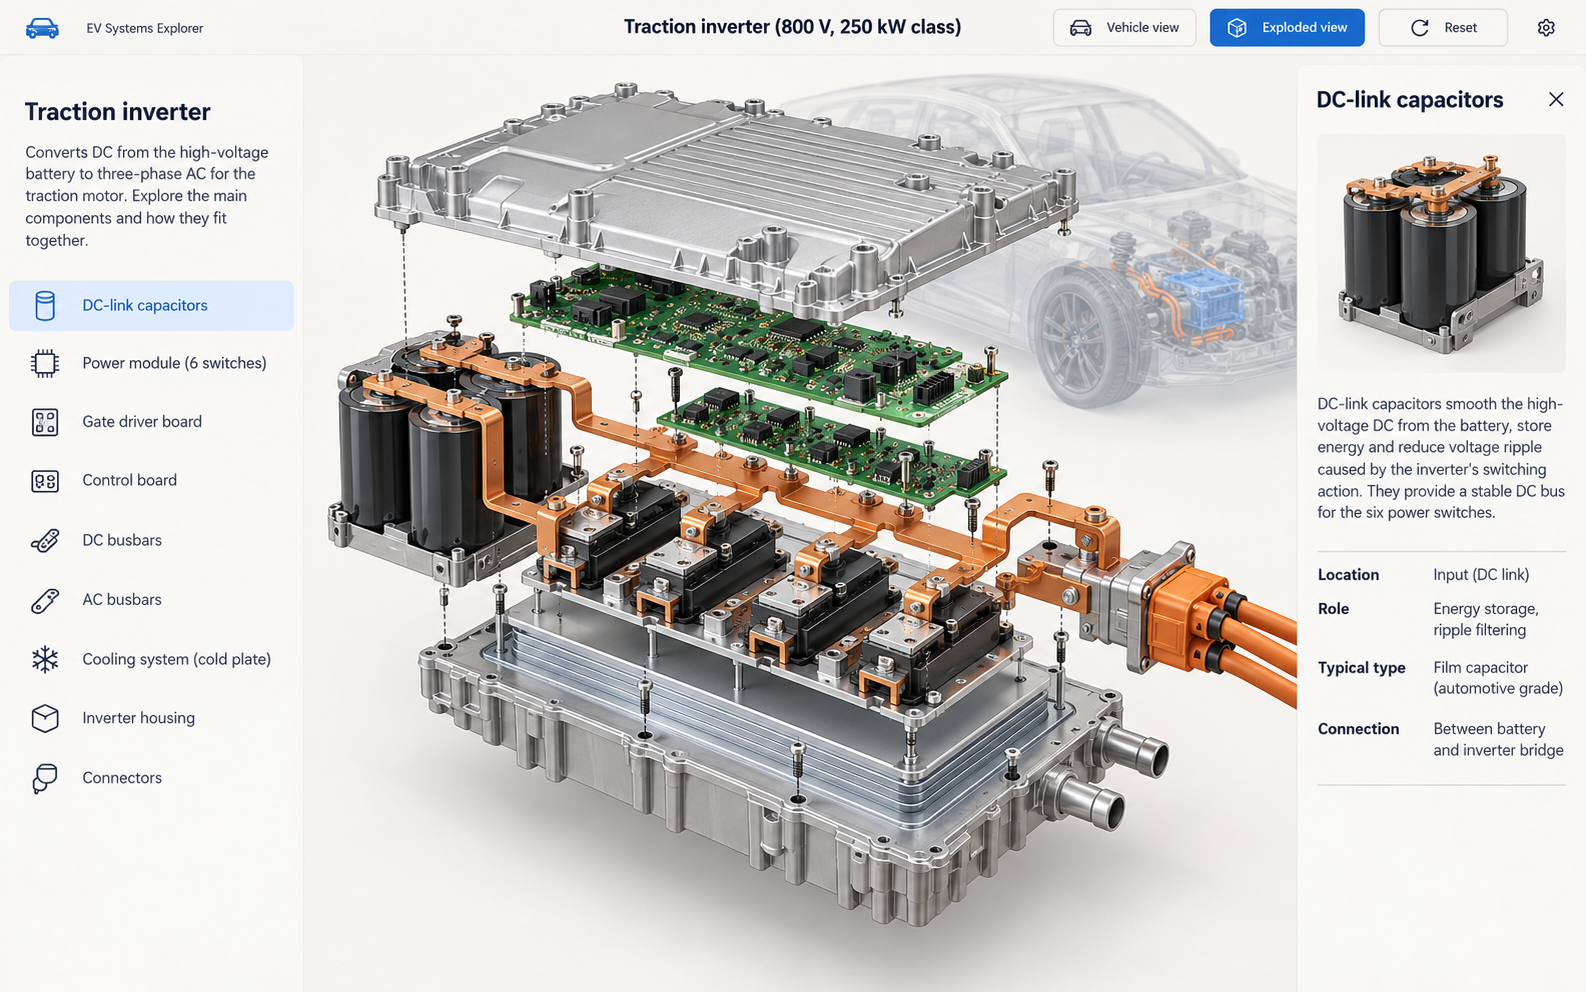 EV Systems Explorer
Traction inverter (800 V, 250 kW class)
Vehicle view
Exploded view
Reset
Traction inverter
Converts DC from the high-voltage
battery to three-phase AC for the
traction motor. Explore the main
components and how they fit
together.
DC-link capacitors
Power module (6 switches)
Gate driver board
Control board
DC busbars
AC busbars
Cooling system (cold plate)
Inverter housing
Connectors
DC-link capacitors
DC-link capacitors smooth the high-
voltage DC from the battery, store
energy and reduce voltage ripple
caused by the inverter's switching
action. They provide a stable DC bus
for the six power switches.
Location Input (DC link)
Role Energy storage,
ripple filtering
Typical type Film capacitor
(automotive grade)
Connection Between battery
and inverter bridge